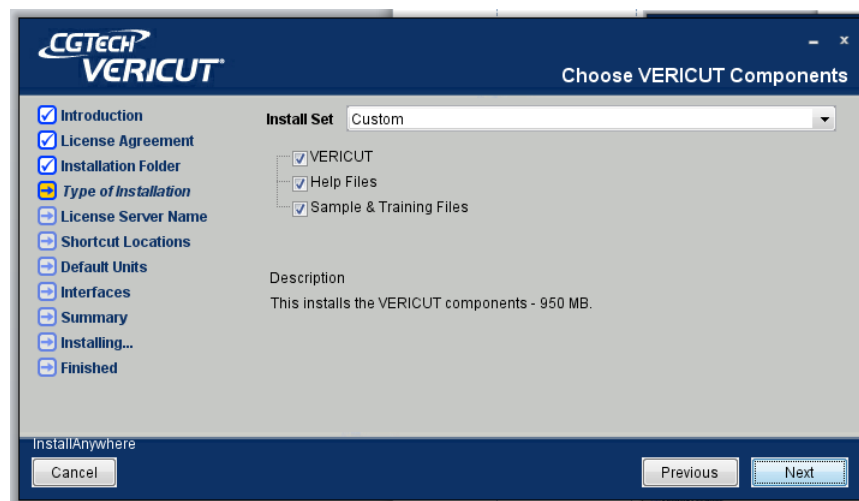 CGTECH
VERICUT
Choose VERICUT Components
Introduction
License Agreement
Installation Folder
Type of Installation
License Server Name
Shortcut Locations
Default Units
Interfaces
Summary
Installing...
Finished
Install Set Custom
VERICUT
Help Files
Sample & Training Files
Description
This installs the VERICUT components - 950 MB.
InstallAnywhere
Cancel
Previous
Next